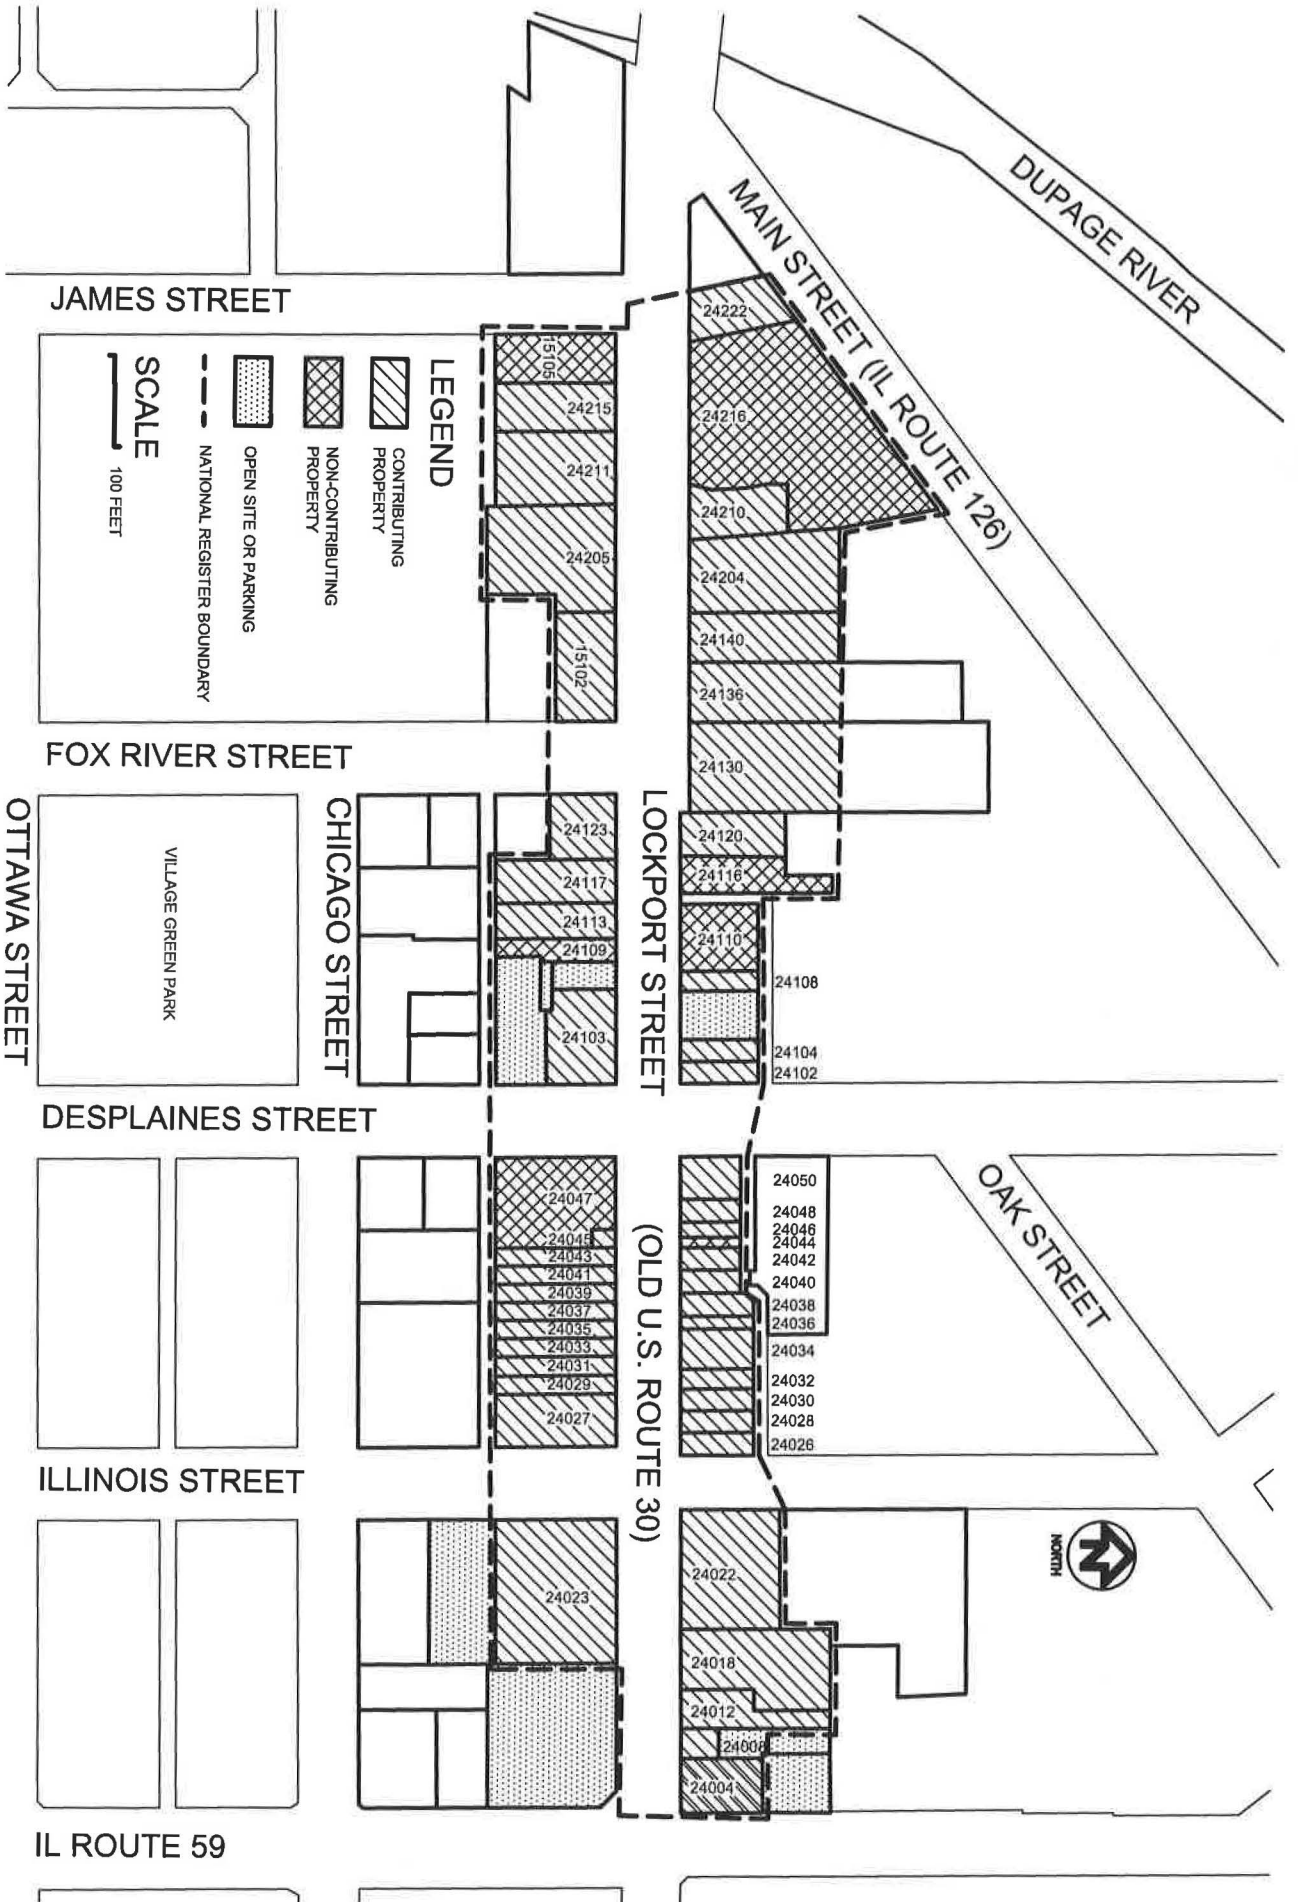 DUPAGE RIVER
MAIN STREET (IL ROUTE 126)
JAMES STREET
24222
15105
24215
24216
24211
24210
24205
24204
15102
24140
24136
24130
LEGEND
CONTRIBUTING
PROPERTY
NON-CONTRIBUTING
PROPERTY
OPEN SITE OR PARKING
NATIONAL REGISTER BOUNDARY
SCALE
100 FEET
FOX RIVER STREET
OTTAWA STREET
VILLAGE GREEN PARK
CHICAGO STREET
LOCKPORT STREET
24123
24117
24113
24109
24103
24120
24116
24110
24108
24104
24102
DESPLAINES STREET
OAK STREET
(OLD U.S. ROUTE 30)
24047
24045
24043
24041
24039
24037
24035
24033
24031
24029
24027
24050
24048
24046
24044
24042
24040
24038
24036
24034
24032
24030
24028
24026
ILLINOIS STREET
N
NORTH
24023
24022
24018
24012
24008
24004
IL ROUTE 59